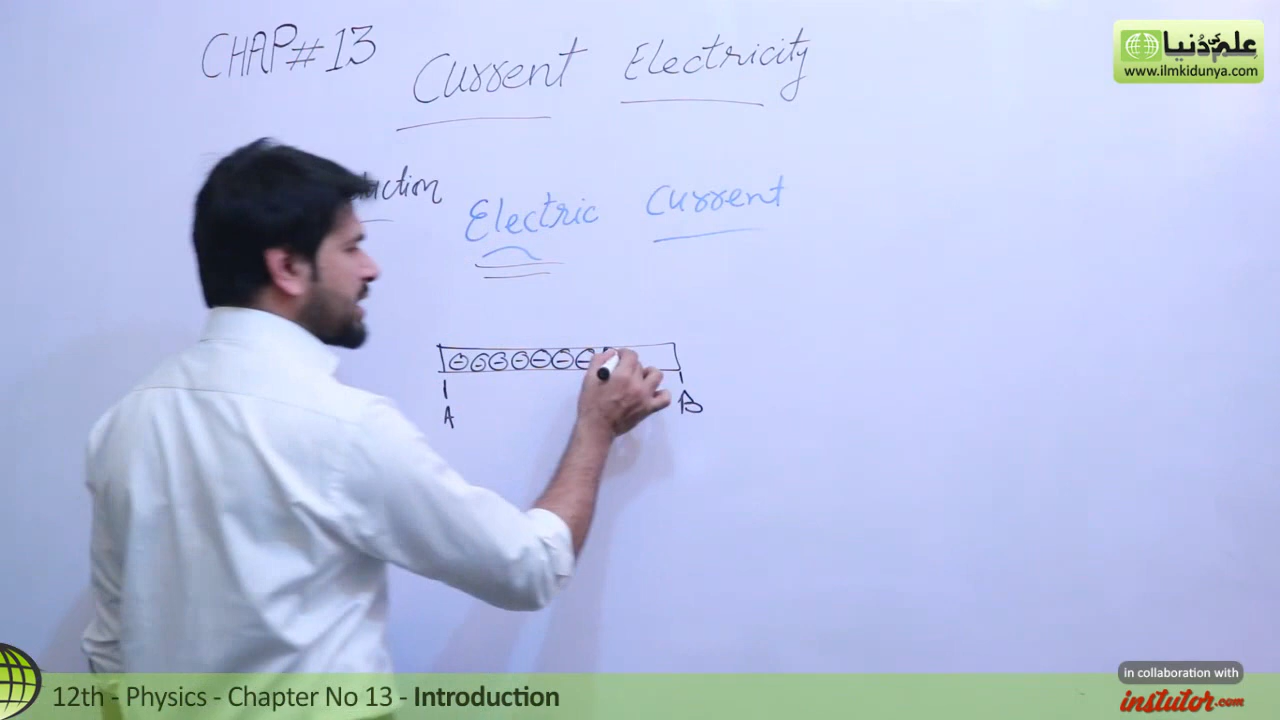 CHAP#13 Current Electricity
علم کی دنیا
www.ilmkidunya.com
Electric Current
A B
12th - Physics - Chapter No 13 - Introduction
in collaboration with
instutor.com